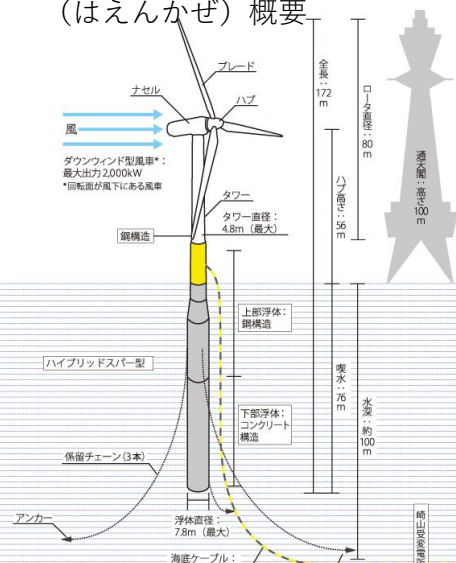 （はえんかぜ）概要
ブレード
ナセル
ハブ
風
ダウンウィンド型風車*：
最大出力2,000kW
*回転面が風下にある風車
タワー
タワー直径：
4.8m（最大）
鋼構造
全長：172m
ロータ直径：80m
ハブ高さ：56m
通天閣：高さ100m
上部浮体：
鋼構造
ハイブリッドスパー型
下部浮体：
コンクリート
構造
喫水：76m
水深：約100m
係留チェーン(3本)
アンカー
浮体直径：
7.8m（最大）
海底ケーブル：
崎山受変電所